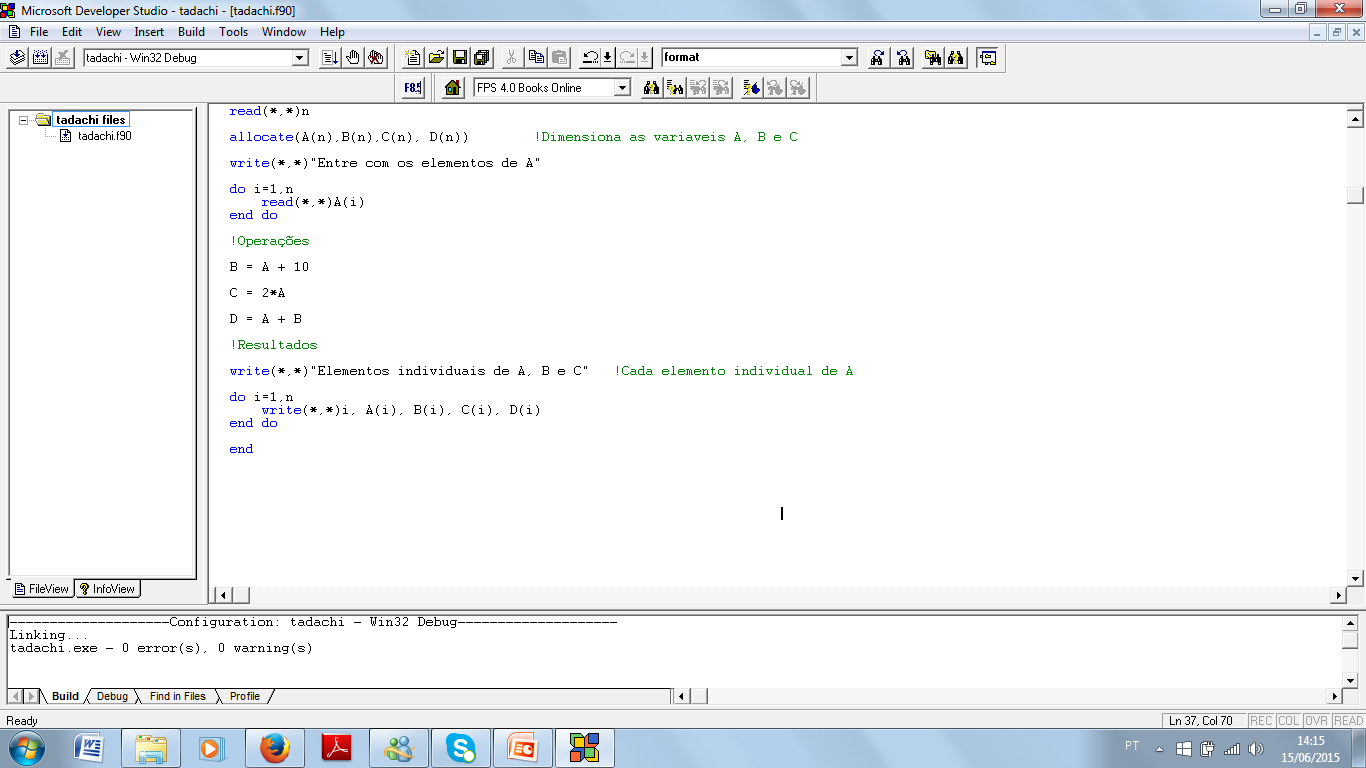 Microsoft Developer Studio - tadachi - [tadachi.f90]
File Edit View Insert Build Tools Window Help
tadachi - Win32 Debug format
F8.! FPS 4.0 Books Online
tadachi files
tadachi.f90
read(*,*)n
allocate(A(n),B(n),C(n), D(n)) !Dimensiona as variaveis A, B e C
write(*,*)"Entre com os elementos de A"
do i=1,n
read(*,*)A(i)
end do
!Operações
B = A + 10
C = 2*A
D = A + B
!Resultados
write(*,*)"Elementos individuais de A, B e C" !Cada elemento individual de A
do i=1,n
write(*,*)i, A(i), B(i), C(i), D(i)
end do
end
FileView InfoView
--------------------Configuration: tadachi - Win32 Debug--------------------
Linking...
tadachi.exe - 0 error(s), 0 warning(s)
Build Debug Find in Files Profile
Ready Ln 37, Col 70 REC COL OVR READ
PT 14:15
15/06/2015